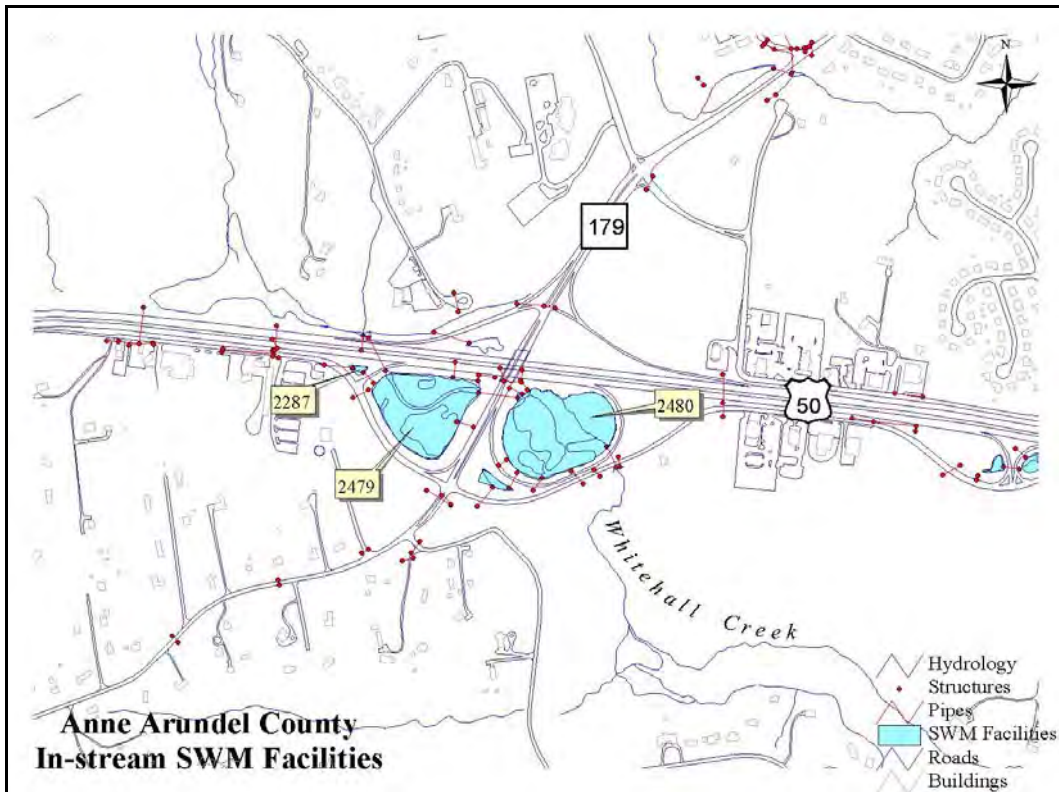 N
179
2287
2480
50
2479
Whitehall Creek
Hydrology
Structures
Pipes
SWM Facilities
Roads
Buildings
Anne Arundel County
In-stream SWM Facilities